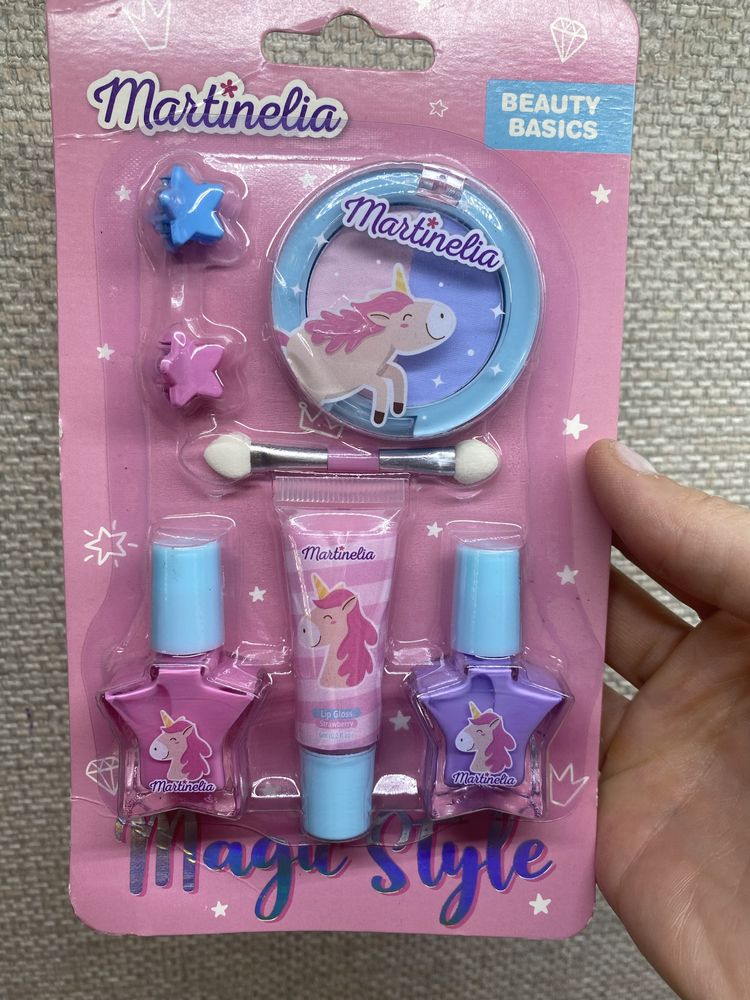 Martinelia
BEAUTY
BASICS
Martinelia
Martinelia
Lip Gloss
Strawberry
Martinelia
Martinelia
Magic Style